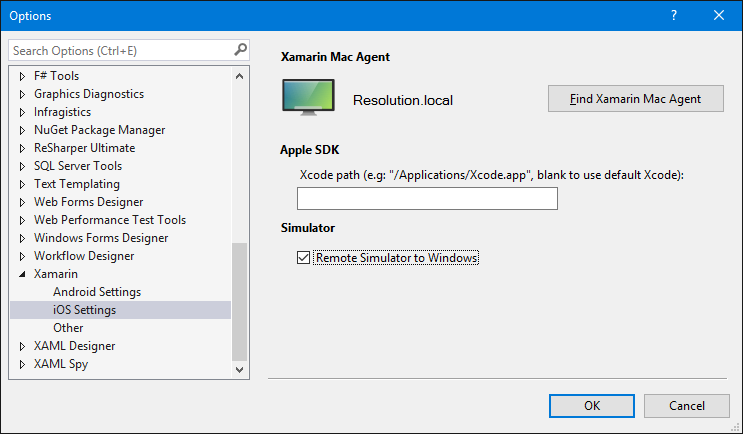 Options
Search Options (Ctrl+E)
F# Tools
Graphics Diagnostics
Infragistics
NuGet Package Manager
ReSharper Ultimate
SQL Server Tools
Text Templating
Web Forms Designer
Web Performance Test Tools
Windows Forms Designer
Workflow Designer
Xamarin
Android Settings
iOS Settings
Other
XAML Designer
XAML Spy
Xamarin Mac Agent
Resolution.local
Find Xamarin Mac Agent
Apple SDK
Xcode path (e.g: "/Applications/Xcode.app", blank to use default Xcode):
Simulator
Remote Simulator to Windows
OK
Cancel